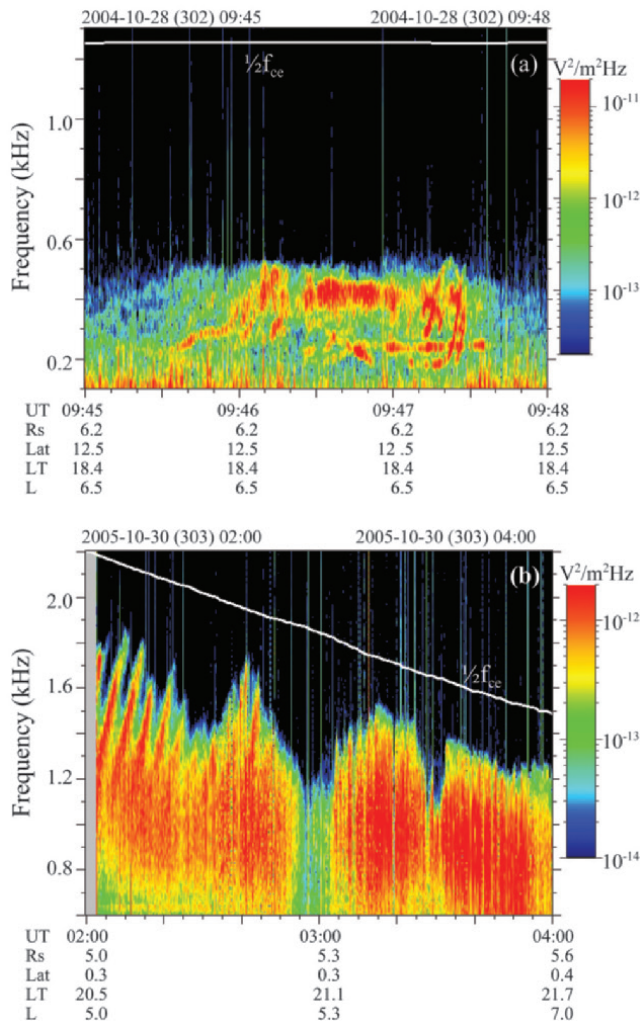 2004-10-28 (302) 09:45 2004-10-28 (302) 09:48
½f_ce (a) V²/m²Hz
10⁻¹¹
1.0
10⁻¹²
0.6
10⁻¹³
0.2
Frequency (kHz)
UT 09:45 09:46 09:47 09:48
Rs 6.2 6.2 6.2 6.2
Lat 12.5 12.5 12 .5 12.5
LT 18.4 18.4 18.4 18.4
L 6.5 6.5 6.5 6.5
2005-10-30 (303) 02:00 2005-10-30 (303) 04:00
(b) V²/m²Hz
2.0
10⁻¹²
½f_ce
1.6
10⁻¹³
1.2
0.8
10⁻¹⁴
Frequency (kHz)
UT 02:00 03:00 04:00
Rs 5.0 5.3 5.6
Lat 0.3 0.3 0.4
LT 20.5 21.1 21.7
L 5.0 5.3 7.0